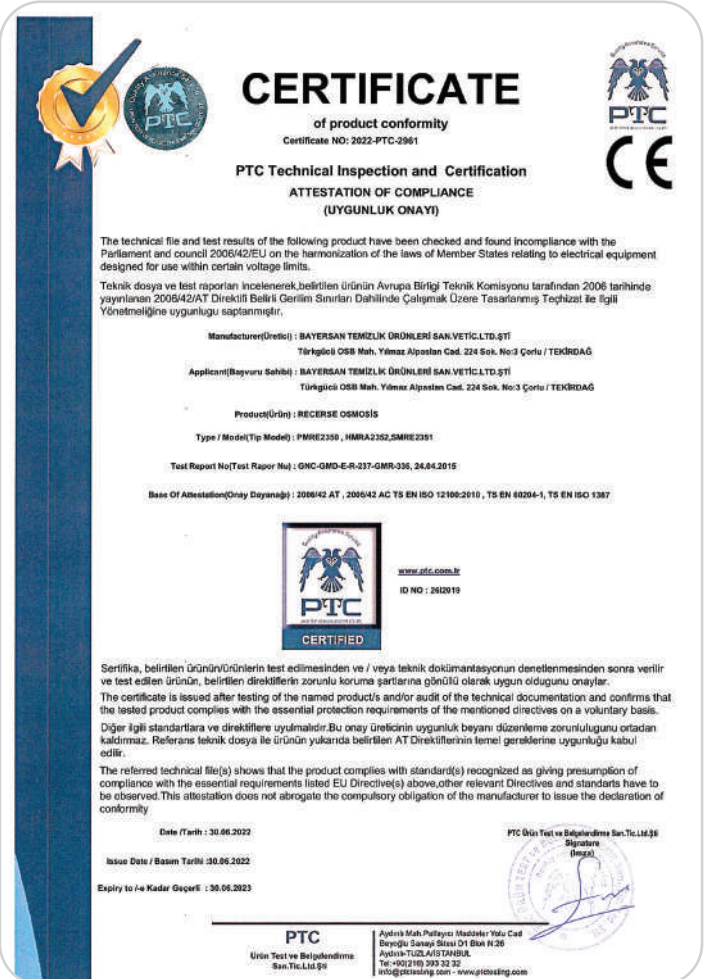 CERTIFICATE
of product conformity
Certificate NO: 2022-PTC-2961
PTC
PTC
CE
PTC Technical Inspection and Certification
ATTESTATION OF COMPLIANCE
(UYGUNLUK ONAYI)
The technical file and test results of the following product have been checked and found incompliance with the
Parliament and council 2006/42/EU on the harmonization of the laws of Member States relating to electrical equipment
designed for use within certain voltage limits.
Teknik dosya ve test raporları incelenerek,belirtilen ürünün Avrupa Birligi Teknik Komisyonu tarafından 2006 tarihinde
yayınlanan 2006/42/AT Direktifi Belirli Gerilim Sınırları Dahilinde Çalışmak Üzere Tasarlanmış Teçhizat ile İlgili
Yönetmeliğine uygunlugu saptanmıştır.
Manufacturer(Üretici) : BAYERSAN TEMİZLİK ÜRÜNLERİ SAN.VETİC.LTD.ŞTİ
Türkgücü OSB Mah. Yılmaz Alpaslan Cad. 224 Sok. No:3 Çorlu / TEKİRDAĞ
Applicant(Başvuru Sahibi) : BAYERSAN TEMİZLİK ÜRÜNLERİ SAN.VETİC.LTD.ŞTİ
Türkgücü OSB Mah. Yılmaz Alpaslan Cad. 224 Sok. No:3 Çorlu / TEKİRDAĞ
Product(Ürün) : RECERSE OSMOSİS
Type / Model(Tip Model) : PMRE2350 , HMRA2352,SMRE2351
Test Report No(Test Rapor Nu) : GNC-GMD-E-R-237-GMR-336, 24.04.2015
Base Of Attestation(Onay Dayanağı) : 2006/42 AT , 2006/42 AC TS EN ISO 12100:2010 , TS EN 60204-1, TS EN ISO 1387
PTC
CERTIFIED
www.ptc.com.tr
ID NO : 26I2019
Sertifika, belirtilen ürünün/ürünlerin test edilmesinden ve / veya teknik dokümantasyonun denetlenmesinden sonra verilir
ve test edilen ürünün, belirtilen direktiflerin zorunlu koruma şartlarına gönüllü olarak uygun oldugunu onaylar.
The certificate is issued after testing of the named product/s and/or audit of the technical documentation and confirms that
the tested product complies with the essential protection requirements of the mentioned directives on a voluntary basis.
Diğer ilgili standartlara ve direktiflere uyulmalıdır.Bu onay üreticinin uygunluk beyanı düzenleme zorunlulugunu ortadan
kaldırmaz. Referans teknik dosya ile ürünün yukarıda belirtilen AT Direktiflerinin temel gereklerine uygunluğu kabul
edilir.
The referred technical file(s) shows that the product complies with standard(s) recognized as giving presumption of
compliance with the essential requirements listed EU Directive(s) above,other relevant Directives and standarts have to
be observed.This attestation does not abrogate the compulsory obligation of the manufacturer to issue the declaration of
conformity
Date /Tarih : 30.06.2022
Issue Date / Basım Tarihi :30.06.2022
Expiry to /-e Kadar Geçerli : 30.06.2023
PTC Ürün Test ve Belgelendirme San.Tic.Ltd.Şti
Signature
(İmza)
PTC
Ürün Test ve Belgelendirme
San.Tic.Ltd.Şti
Aydınlı Mah.Patlayıcı Maddeler Yolu Cad
Beyoğlu Sanayi Sitesi D1 Blok N:26
Aydınlı-TUZLA/İSTANBUL
Tel:+90(216) 393 32 32
info@ptctesting.com - www.ptctesting.com